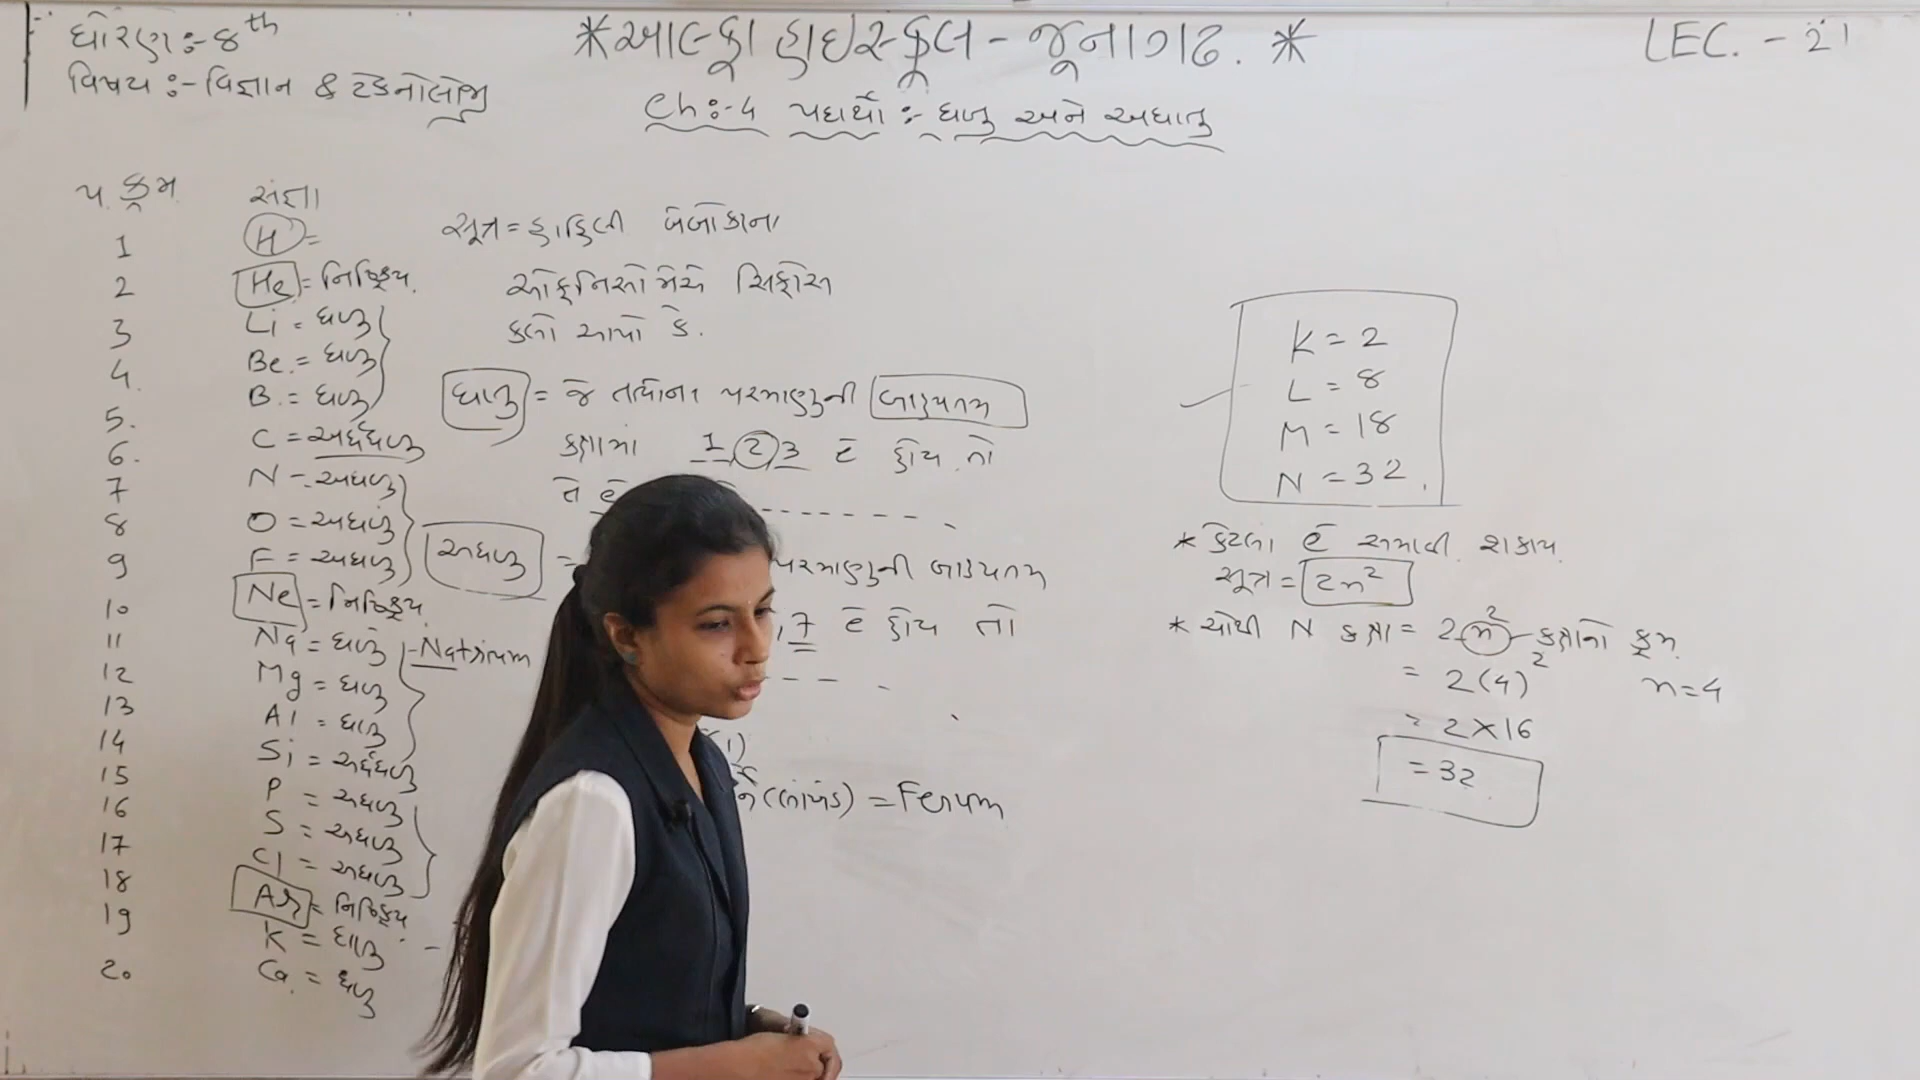 ધોરણ :- 8th
વિષય :- વિજ્ઞાન & ટેકનોલોજી
* આલ્ફા હાઇસ્કૂલ - જૂનાગઢ. *
LEC. - 21
Ch :- 4 પદાર્થો :- ધાતુ અને અધાતુ
પ. ક્રમ સંજ્ઞા
1 H =
2 He = નિષ્ક્રિય.
3 Li = ધાતુ
4. Be = ધાતુ
5. B = ધાતુ
6. C = અર્ધધાતુ
7 N = અધાતુ
8 O = અધાતુ
9 F = અધાતુ
10 Ne = નિષ્ક્રિય
11 Na = ધાતુ - Natrium
12 Mg = ધાતુ
13 Al = ધાતુ
14 Si = અર્ધધાતુ
15 P = અધાતુ
16 S = અધાતુ
17 Cl = અધાતુ
18 Ar = નિષ્ક્રિય
19 K = ધાતુ -
20 Ca = ધાતુ
સૂત્ર = હાહિલી બેબોકાના
ઓફનિસોમેએ સિફોસ
કલો આપો કે.
ધાતુ = જે તત્વોના પરમાણુની બાહ્યતમ
કક્ષામાં 1, 2, 3 ē હોય તો
તે ē
અધાતુ = પરમાણુની બાહ્યતમ
, 7 ē હોય તો
(લોખંડ) = Ferrum
K = 2
L = 8
M = 18
N = 32
* કેટલા ē સમાવી શકાય
સૂત્ર = 2n²
* ચોથી N કક્ષા = 2n² કક્ષાનો ક્રમ
= 2(4)² n = 4
= 2 × 16
= 32